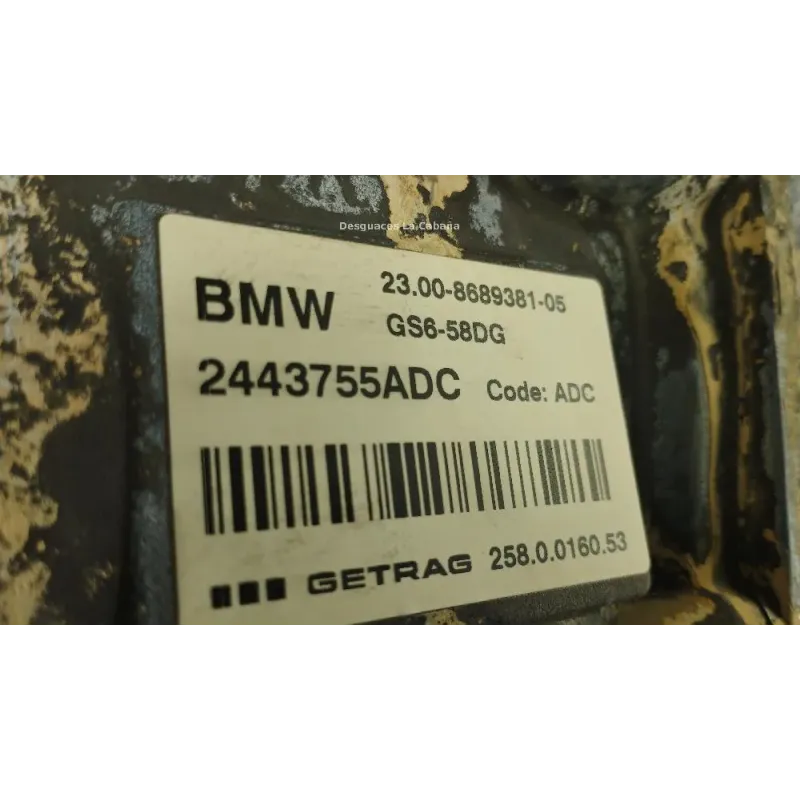 Desguaces La Cabaña
BMW 23.00-8689381-05
GS6-58DG
2443755ADC Code: ADC
GETRAG 258.0.0160.53